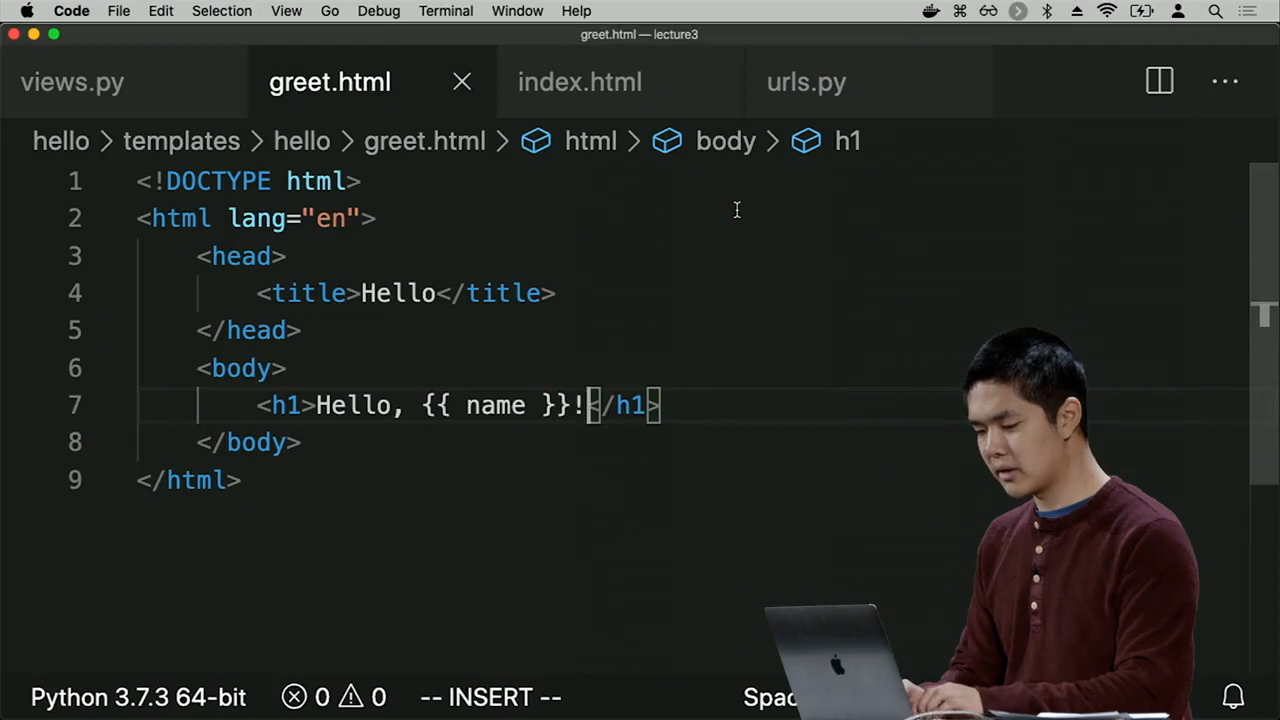 Code File Edit Selection View Go Debug Terminal Window Help
greet.html — lecture3
views.py greet.html index.html urls.py
hello > templates > hello > greet.html > html > body > h1
1 <!DOCTYPE html>
2 <html lang="en">
3 <head>
4 <title>Hello</title>
5 </head>
6 <body>
7 <h1>Hello, {{ name }}!</h1>
8 </body>
9 </html>
Python 3.7.3 64-bit 0 0 -- INSERT --